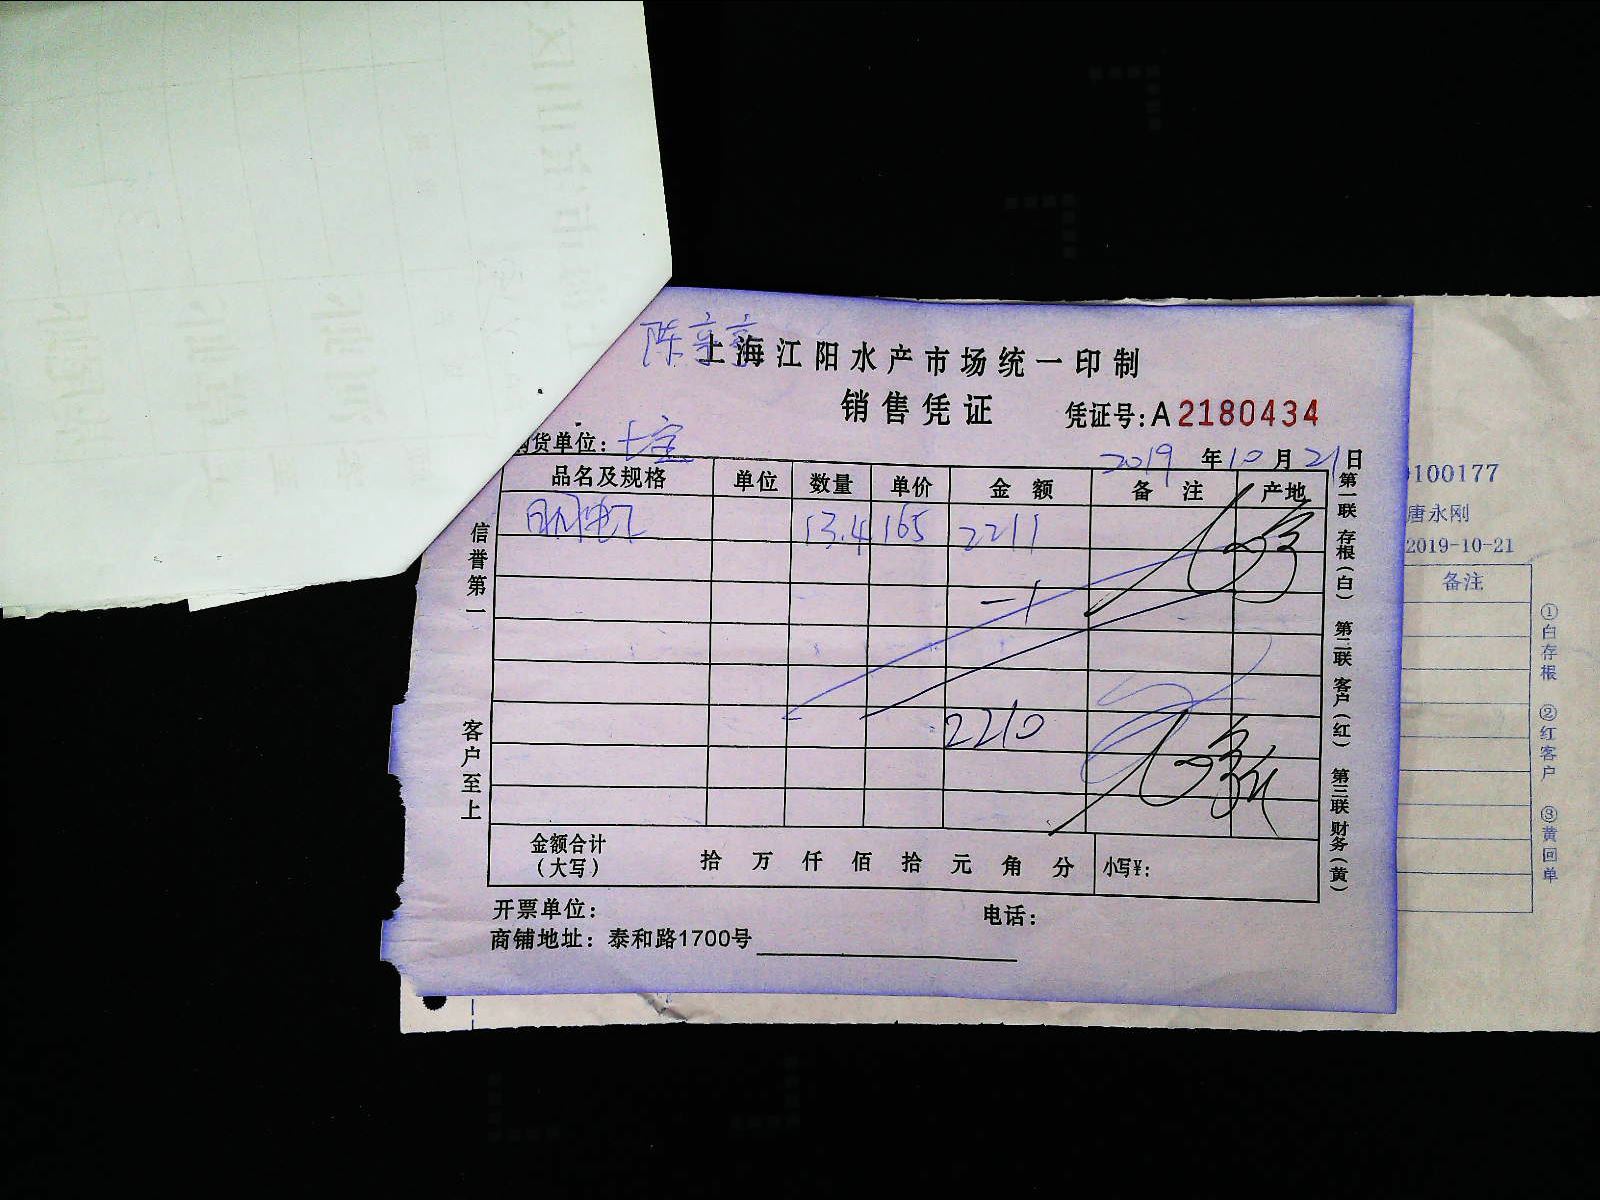 陈亭亭
上海江阳水产市场统一印制
销售凭证 凭证号:A2180434
购货单位: 七宝
2019年10月21日
品名及规格 单位 数量 单价 金额 备注 产地
13.4 165 2211
-1
2210
金额合计(大写) 拾 万 仟 佰 拾 元 角 分 小写¥:
开票单位: 电话:
商铺地址: 泰和路1700号
信誉第一
客户至上
第一联 存根(白) 第二联 客户(红) 第三联 财务(黄)
0100177
唐永刚
2019-10-21
备注
①白存根 ②红客户 ③黄回单